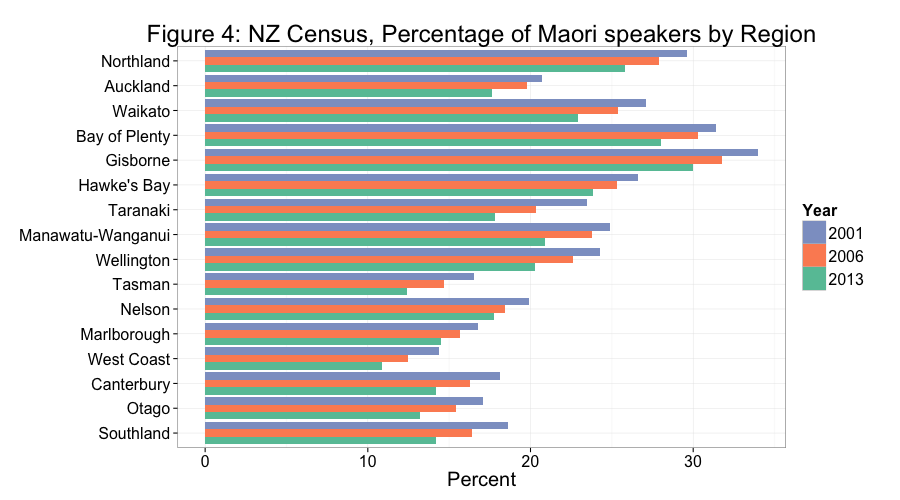 Figure 4: NZ Census, Percentage of Maori speakers by Region
Northland
Auckland
Waikato
Bay of Plenty
Gisborne
Hawke's Bay
Taranaki
Manawatu-Wanganui
Wellington
Tasman
Nelson
Marlborough
West Coast
Canterbury
Otago
Southland
0 10 20 30
Percent
Year
2001
2006
2013